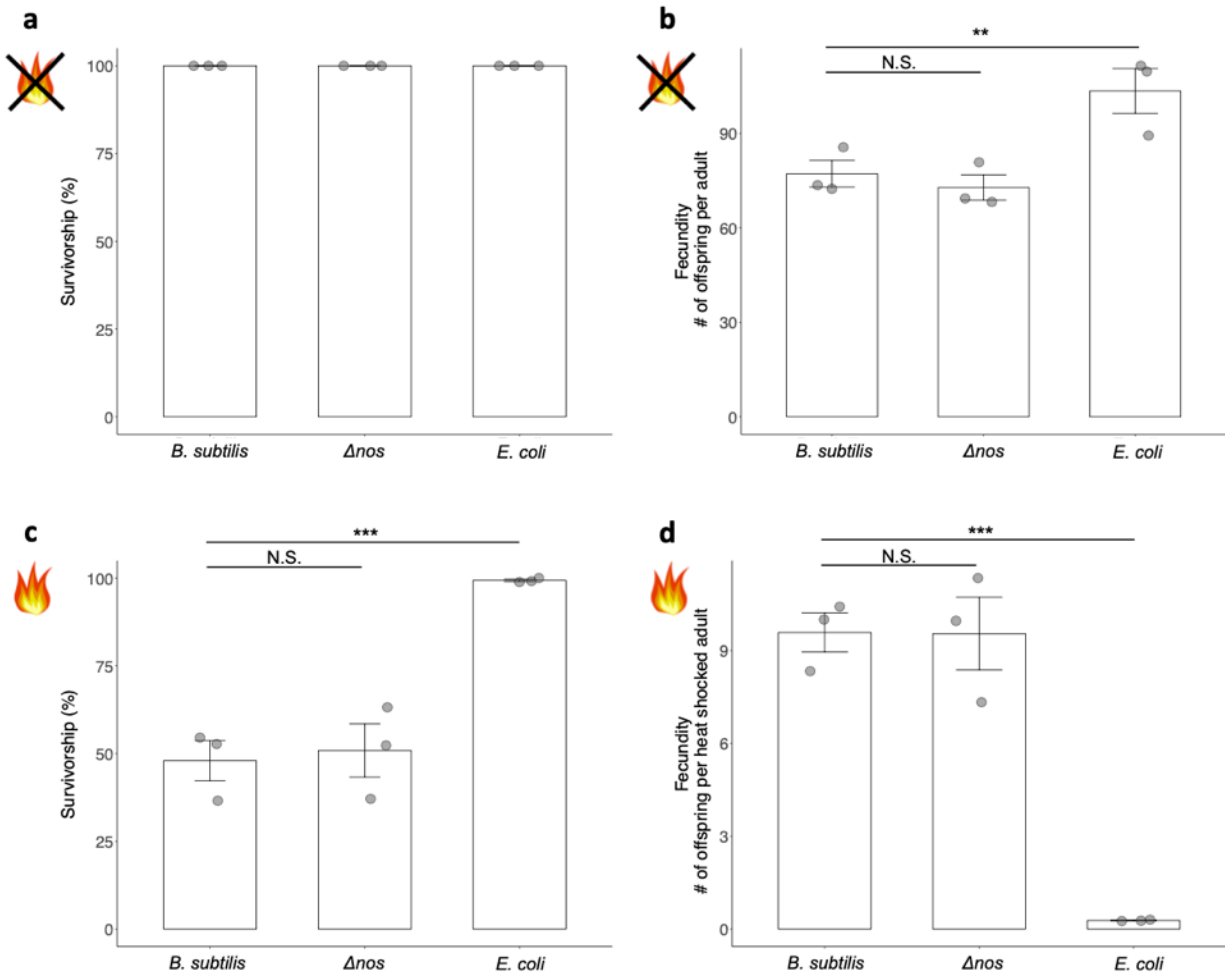 a
100
75
50
25
0
Survivorship (%)
B. subtilis
Δnos
E. coli
b
**
N.S.
90
60
30
0
Fecundity
# of offspring per adult
B. subtilis
Δnos
E. coli
c
***
N.S.
100
75
50
25
0
Survivorship (%)
B. subtilis
Δnos
E. coli
d
***
N.S.
9
6
3
0
Fecundity
# of offspring per heat shocked adult
B. subtilis
Δnos
E. coli